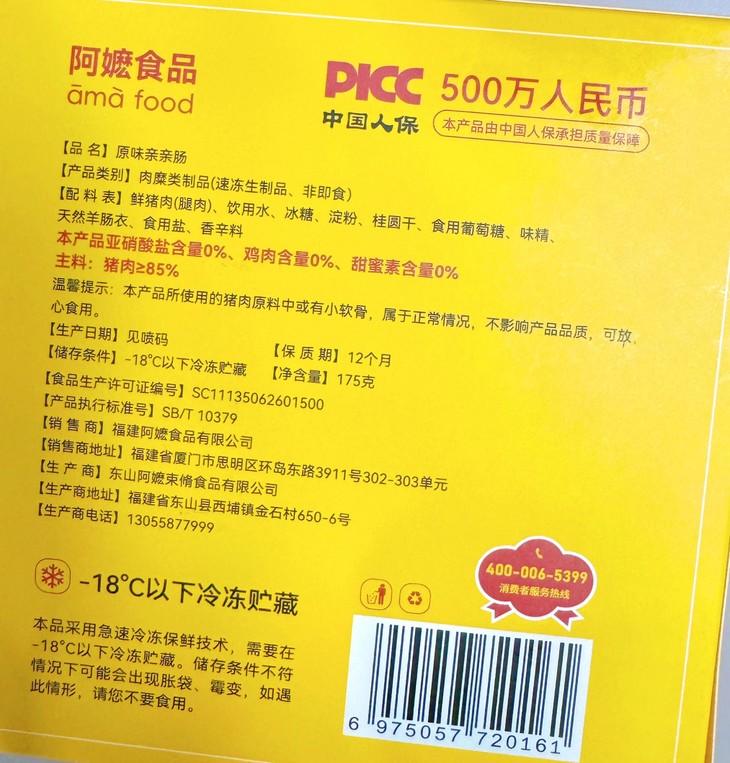 阿嬷食品
āmà food
PICC 500万人民币
中国人保 本产品由中国人保承担质量保障
【品 名】原味亲亲肠
【产品类别】肉糜类制品(速冻生制品、非即食)
【配 料 表】鲜猪肉(腿肉)、饮用水、冰糖、淀粉、桂圆干、食用葡萄糖、味精、
天然羊肠衣、食用盐、香辛料
本产品亚硝酸盐含量0%、鸡肉含量0%、甜蜜素含量0%
主料：猪肉≥85%
温馨提示：本产品所使用的猪肉原料中或有小软骨，属于正常情况，不影响产品品质，可放
心食用。
【生产日期】见喷码 【保 质 期】12个月
【储存条件】-18℃以下冷冻贮藏 【净含量】175克
【食品生产许可证编号】SC11135062601500
【产品执行标准号】SB/T 10379
【销 售 商】福建阿嬷食品有限公司
【销售商地址】福建省厦门市思明区环岛东路3911号302-303单元
【生 产 商】东山阿嬷束脩食品有限公司
【生产商地址】福建省东山县西埔镇金石村650-6号
【生产商电话】13055877999
-18℃以下冷冻贮藏
本品采用急速冷冻保鲜技术，需要在
-18℃以下冷冻贮藏。储存条件不符
情况下可能会出现胀袋、霉变，如遇
此情形，请您不要食用。
400-006-5399
消费者服务热线
6 975057 720161